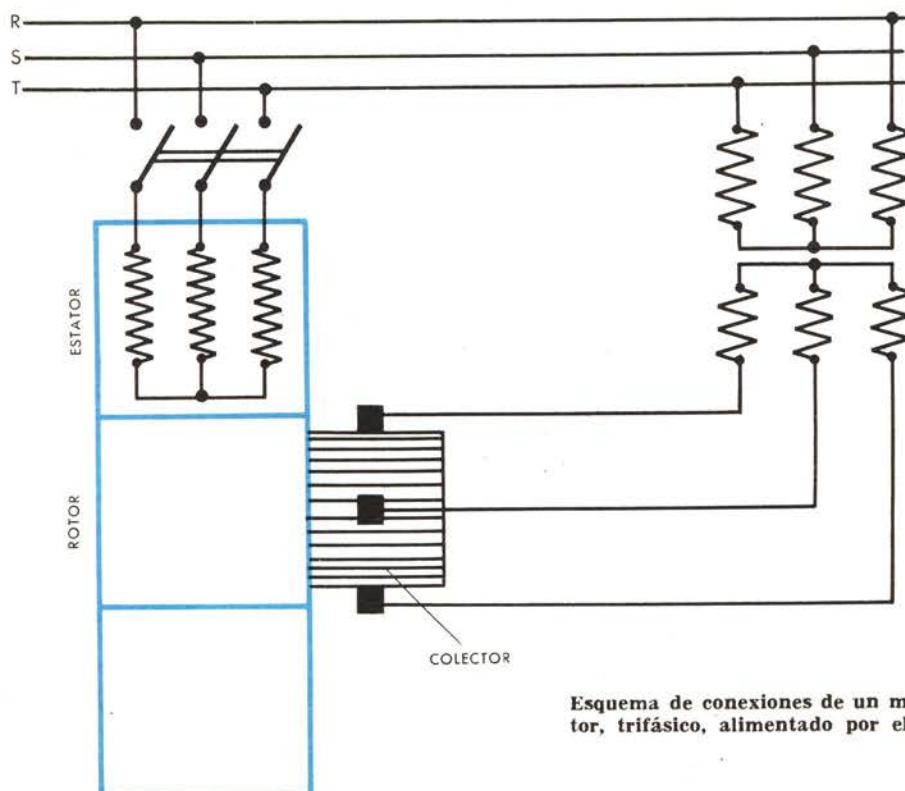 R
S
T
ESTATOR
ROTOR
COLECTOR
Esquema de conexiones de un m
tor, trifásico, alimentado por el